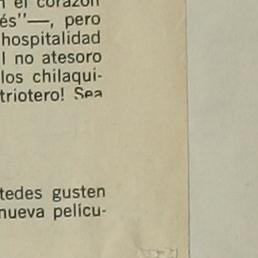 el corazón
és"—, pero
hospitalidad
l no atesoro
los chilaqui-
triotero! Sea
tedes gusten
nueva pelícu-